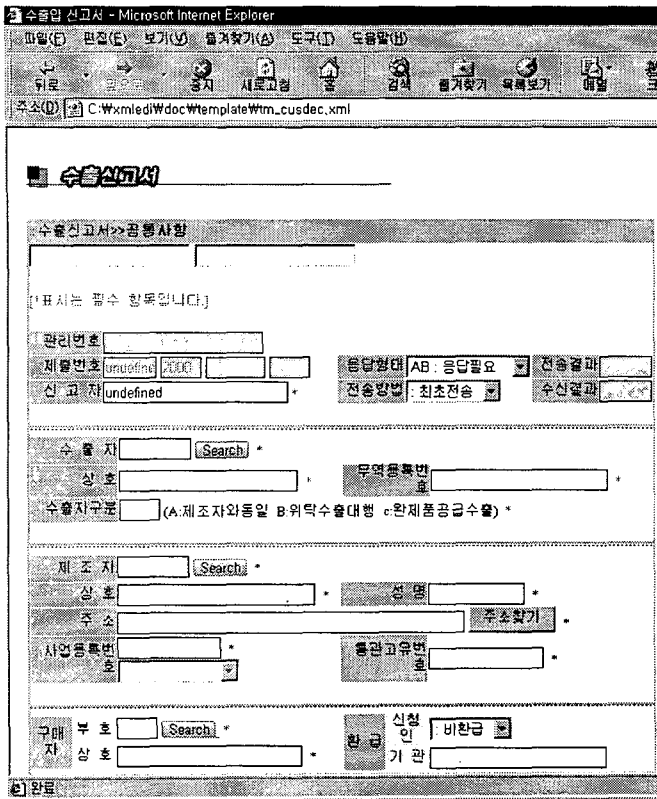 수출입 신고서 - Microsoft Internet Explorer
파일(F) 편집(E) 보기(V) 즐겨찾기(A) 도구(T) 도움말(H)
뒤로 앞으로 중지 새로고침 홈 검색 즐겨찾기 목록보기 메일
주소(D) C:₩xmledi₩doc₩template₩tm_cusdec.xml
수출신고서
수출신고서>>공통사항
[*표시는 필수 항목입니다.]
관리번호
제출번호 undefine 2000 응답형태 AB : 응답필요 전송결과
신 고 자 undefined * 전송방법 : 최초전송 수신결과
수 출 자 Search *
상 호 * 무역등록번호 *
수출자구분 (A:제조자와동일 B:위탁수출대행 c:완제품공급수출) *
제 조 자 Search *
상 호 * 성 명 *
주 소 주소찾기 *
사업등록번호 * 통관고유번호 *
구매자 부 호 Search * 환 급 신청인 : 비환급
상 호 * 기 관
완료